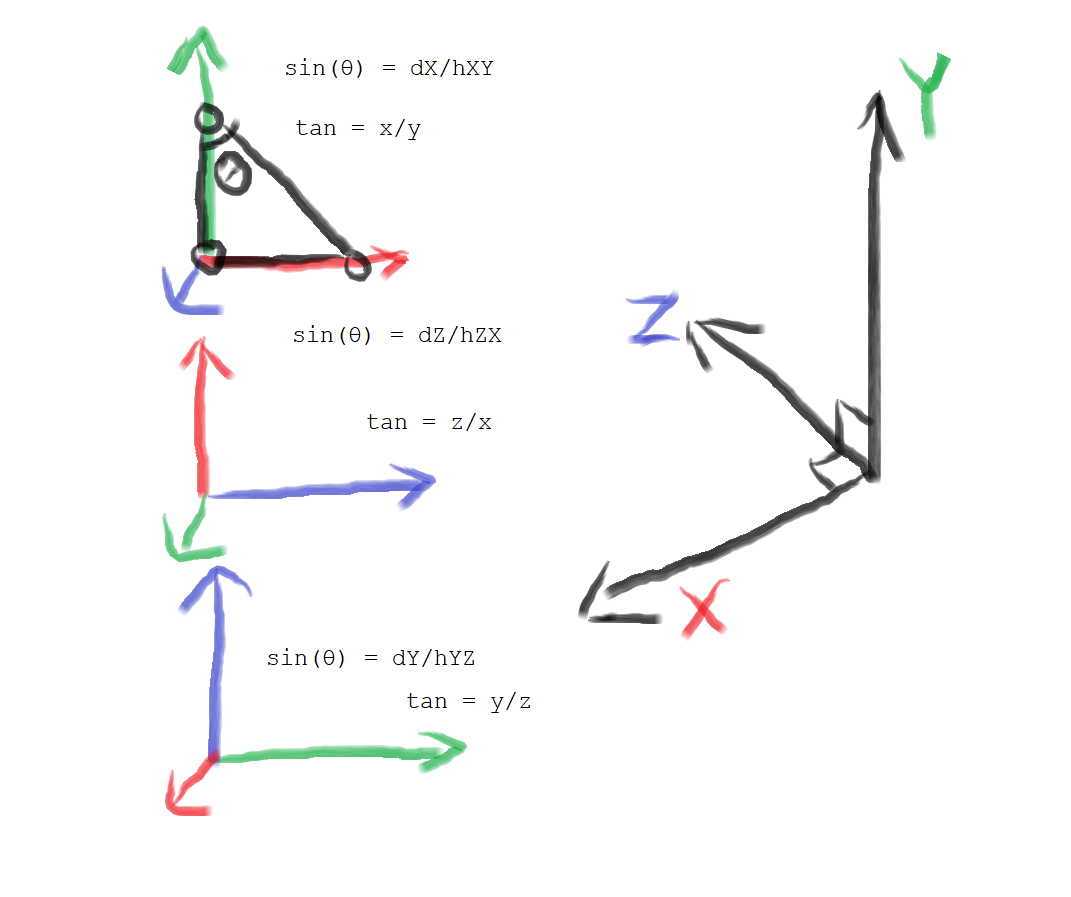 sin(θ) = dX/hXY
tan = x/y
sin(θ) = dZ/hZX
tan = z/x
sin(θ) = dY/hYZ
tan = y/z
Y
Z
X